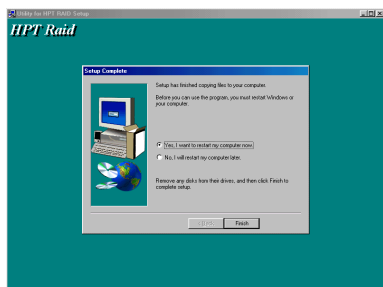 Utility for HPT RAID Setup
HPT Raid
Setup Complete
Setup has finished copying files to your computer.
Before you can use the program, you must restart Windows or
your computer.
Yes, I want to restart my computer now.
No, I will restart my computer later.
Remove any disks from their drives, and then click Finish to
complete setup.
Finish